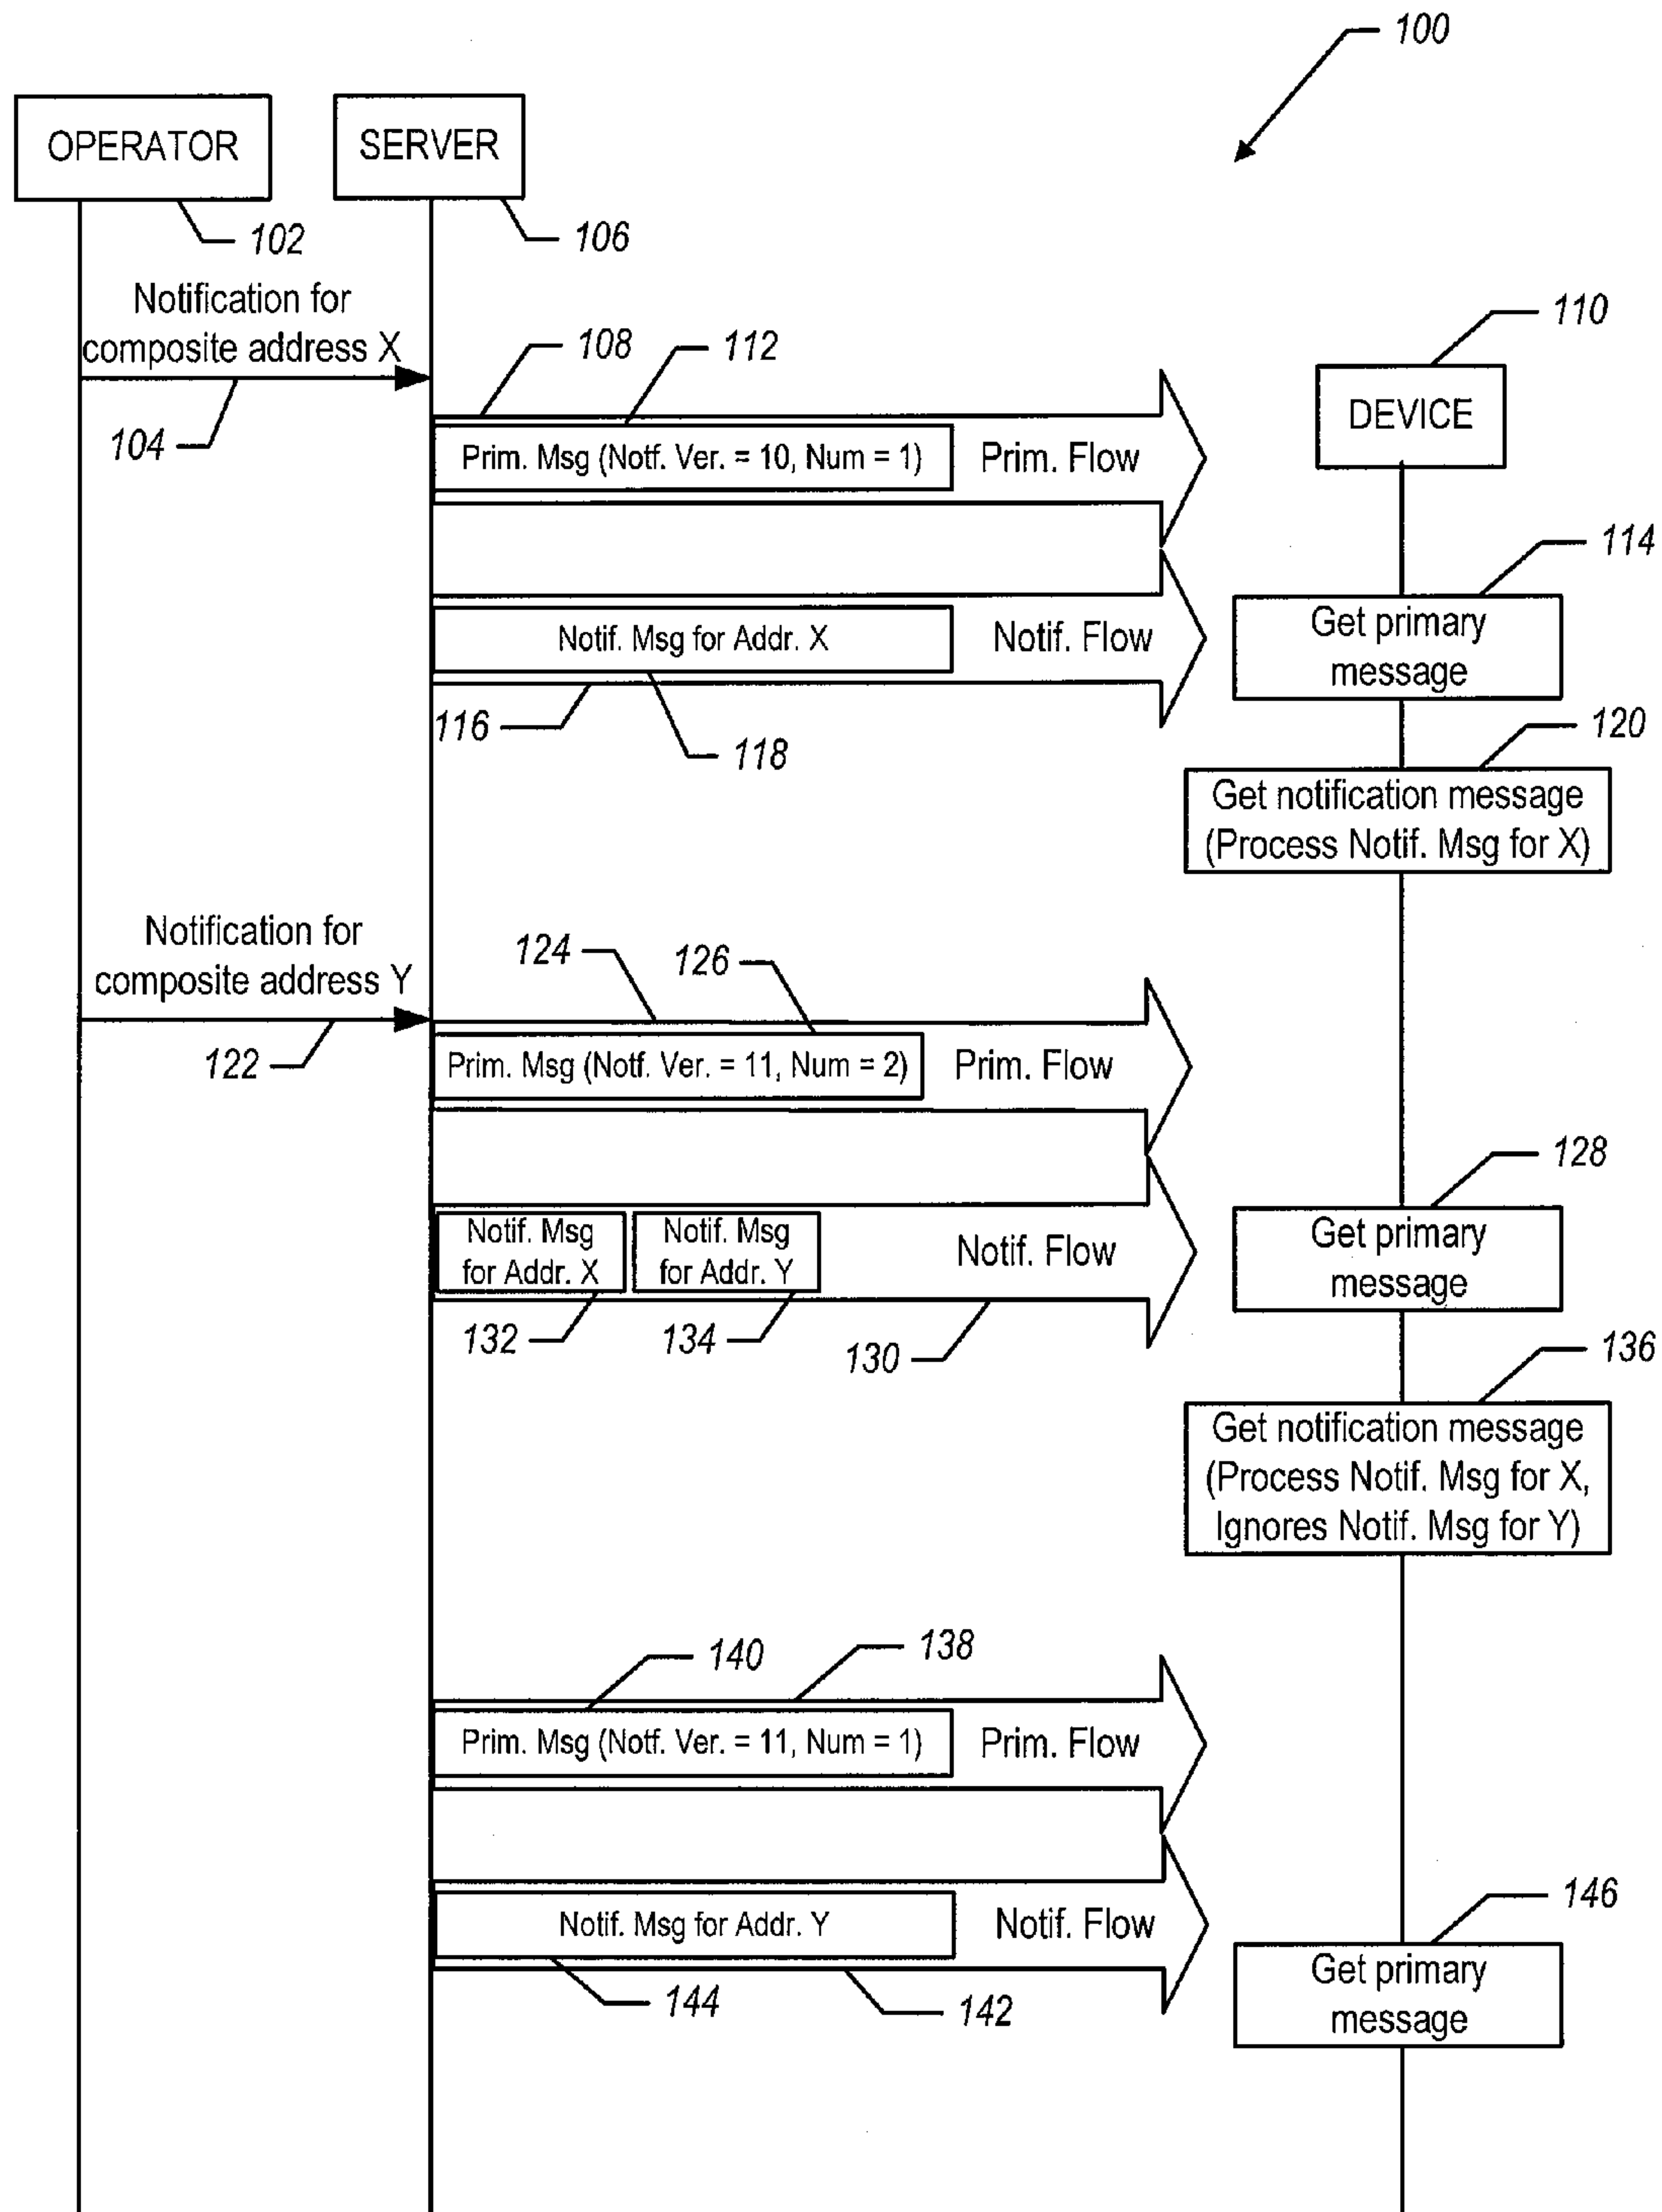 100
OPERATOR
SERVER
102
106
Notification for
composite address X
104
108
112
110
DEVICE
Prim. Msg (Notf. Ver. = 10, Num = 1)
Prim. Flow
114
Get primary
message
Notif. Msg for Addr. X
Notif. Flow
116
118
120
Get notification message
(Process Notif. Msg for X)
Notification for
composite address Y
122
124
126
Prim. Msg (Notf. Ver. = 11, Num = 2)
Prim. Flow
128
Get primary
message
Notif. Msg
for Addr. X
Notif. Msg
for Addr. Y
Notif. Flow
132
134
130
136
Get notification message
(Process Notif. Msg for X,
Ignores Notif. Msg for Y)
140
138
Prim. Msg (Notf. Ver. = 11, Num = 1)
Prim. Flow
Notif. Msg for Addr. Y
Notif. Flow
144
142
146
Get primary
message